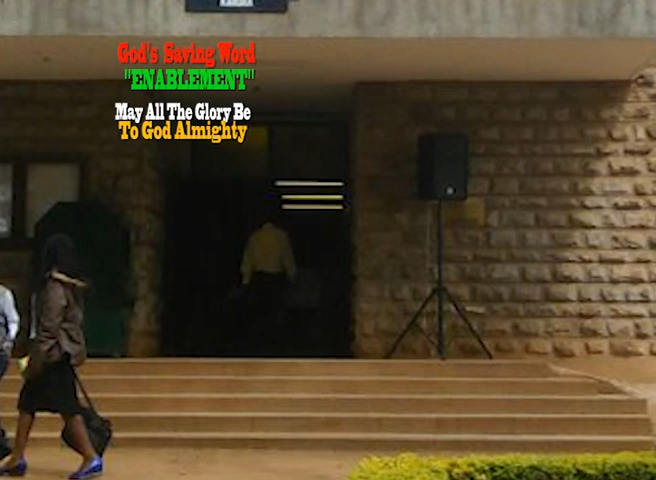 God's Saving Word
"ENABLEMENT"
May All The Glory Be
To God Almighty